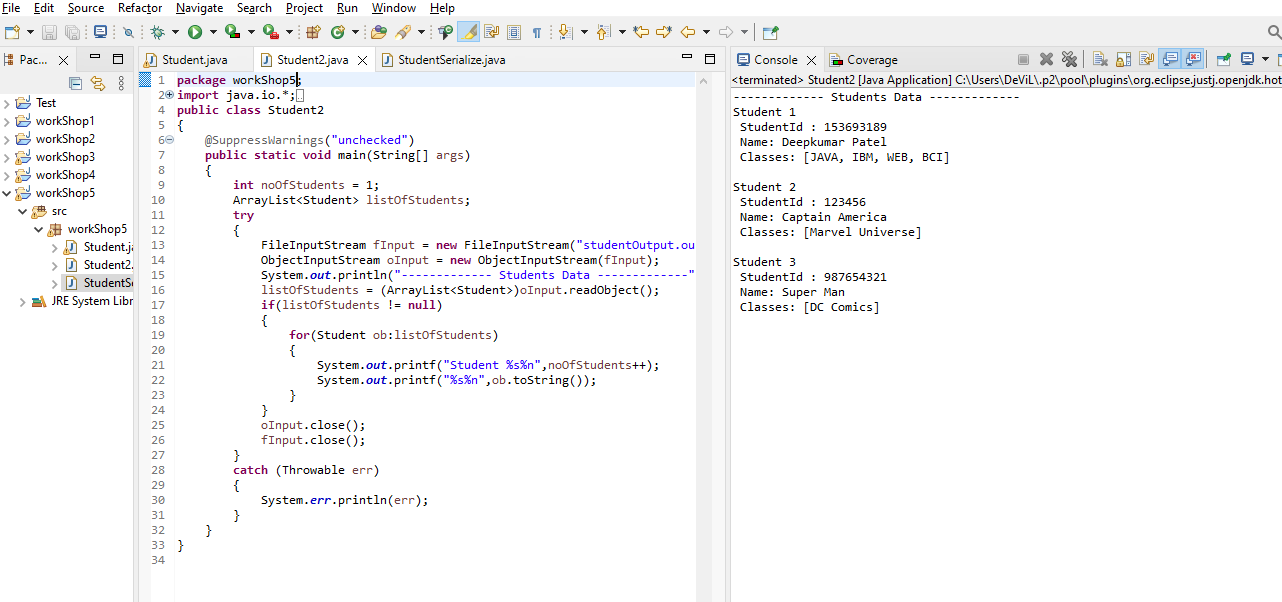 File Edit Source Refactor Navigate Search Project Run Window Help
Pac...
Test
workShop1
workShop2
workShop3
workShop4
workShop5
src
workShop5
Student.ja
Student2.
StudentSe
JRE System Libr
Student.java
Student2.java
StudentSerialize.java
1 package workShop5;
2 import java.io.*;
4 public class Student2
5 {
6 @SuppressWarnings("unchecked")
7 public static void main(String[] args)
8 {
9 int noOfStudents = 1;
10 ArrayList<Student> listOfStudents;
11 try
12 {
13 FileInputStream fInput = new FileInputStream("studentOutput.ou
14 ObjectInputStream oInput = new ObjectInputStream(fInput);
15 System.out.println("------------- Students Data -------------"
16 listOfStudents = (ArrayList<Student>)oInput.readObject();
17 if(listOfStudents != null)
18 {
19 for(Student ob:listOfStudents)
20 {
21 System.out.printf("Student %s%n",noOfStudents++);
22 System.out.printf("%s%n",ob.toString());
23 }
24 }
25 oInput.close();
26 fInput.close();
27 }
28 catch (Throwable err)
29 {
30 System.err.println(err);
31 }
32 }
33 }
34
Console
Coverage
<terminated> Student2 [Java Application] C:\Users\DeViL\.p2\pool\plugins\org.eclipse.justj.openjdk.hot
------------- Students Data -------------
Student 1
StudentId : 153693189
Name: Deepkumar Patel
Classes: [JAVA, IBM, WEB, BCI]
Student 2
StudentId : 123456
Name: Captain America
Classes: [Marvel Universe]
Student 3
StudentId : 987654321
Name: Super Man
Classes: [DC Comics]